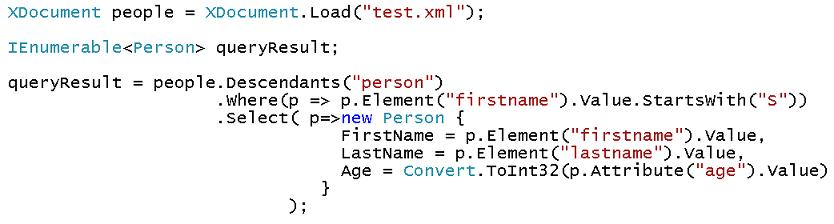 XDocument people = XDocument.Load("test.xml");
IEnumerable<Person> queryResult;
queryResult = people.Descendants("person")
.Where(p => p.Element("firstname").Value.StartsWith("S"))
.Select( p=>new Person {
FirstName = p.Element("firstname").Value,
LastName = p.Element("lastname").Value,
Age = Convert.ToInt32(p.Attribute("age").Value)
}
);